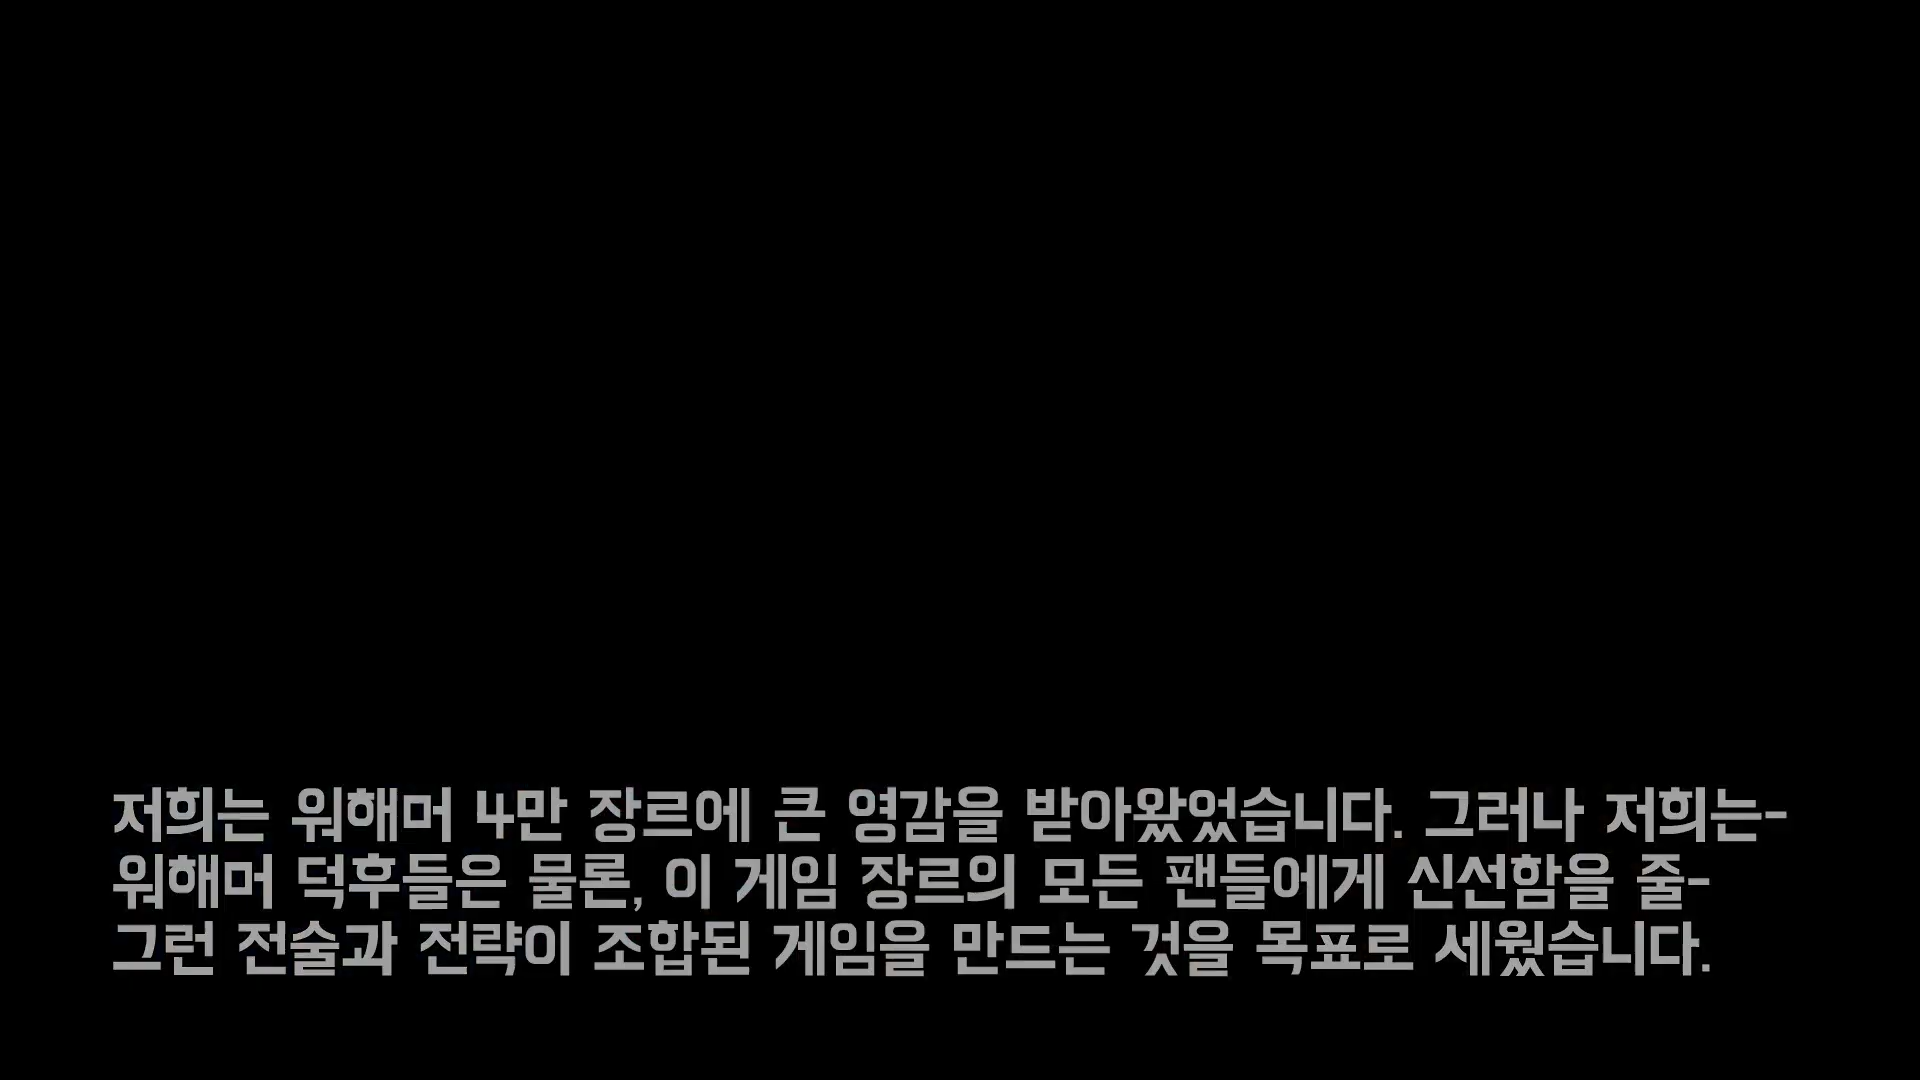 저희는 워해머 4만 장르에 큰 영감을 받아왔었습니다. 그러나 저희는-
워해머 덕후들은 물론, 이 게임 장르의 모든 팬들에게 신선함을 줄-
그런 전술과 전략이 조합된 게임을 만드는 것을 목표로 세웠습니다.